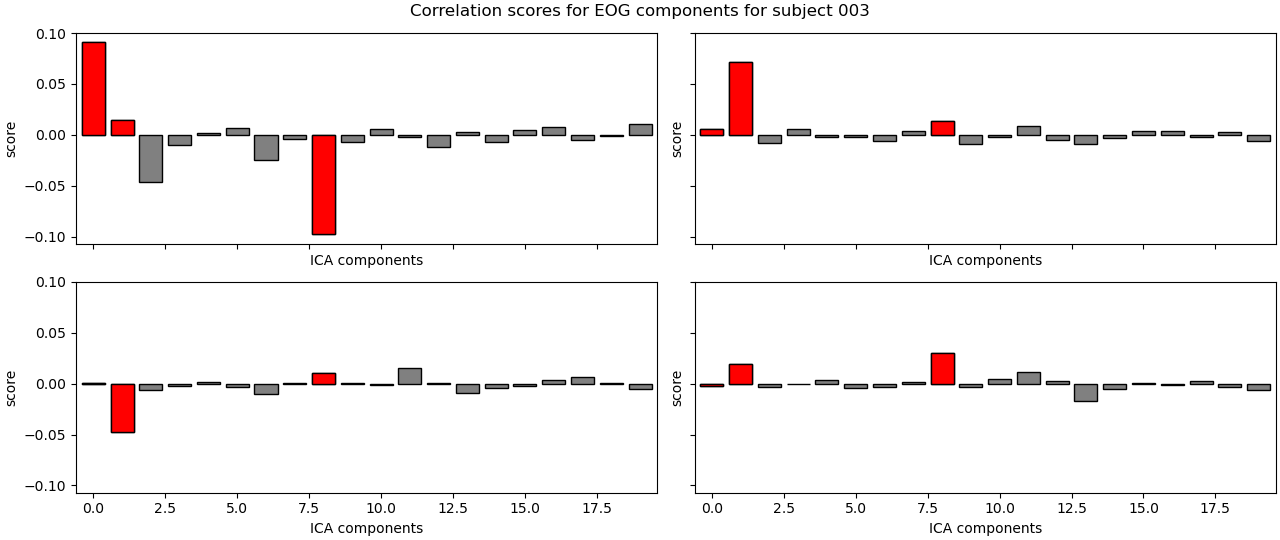 Correlation scores for EOG components for subject 003
0.10
0.05
0.00
−0.05
−0.10
score
ICA components
score
ICA components
0.10
0.05
0.00
−0.05
−0.10
score
0.0 2.5 5.0 7.5 10.0 12.5 15.0 17.5
ICA components
score
0.0 2.5 5.0 7.5 10.0 12.5 15.0 17.5
ICA components